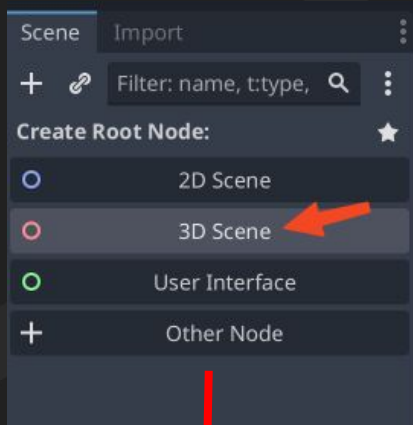 Scene Import
Filter: name, t:type,
Create Root Node:
2D Scene
3D Scene
User Interface
Other Node